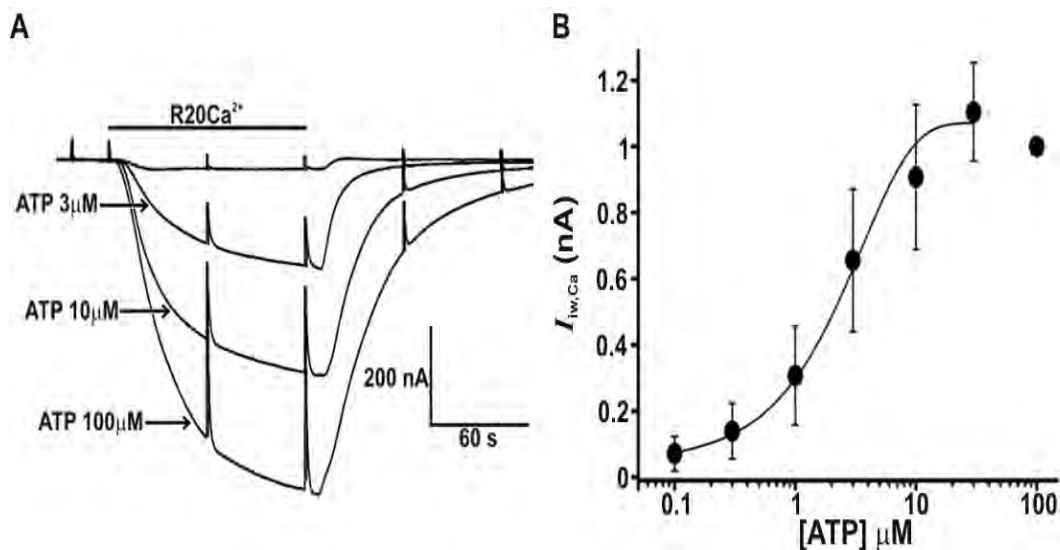 A
R20Ca²⁺
ATP 3μM
ATP 10μM
ATP 100μM
200 nA
60 s
B
I iw,Ca (nA)
1.2
1
0.8
0.6
0.4
0.2
0
0.1 1 10 100
[ATP] μM